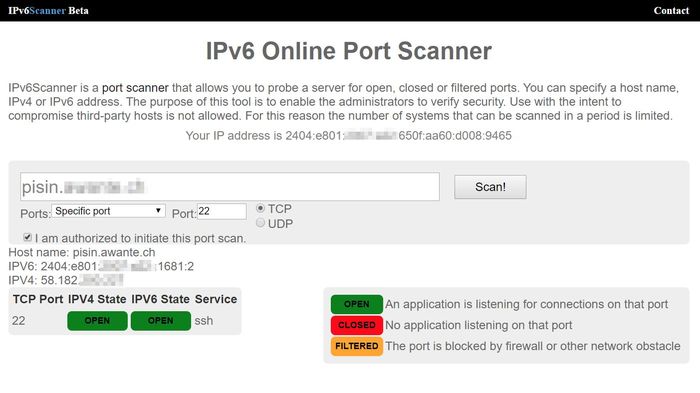 IPv6Scanner Beta
Contact
IPv6 Online Port Scanner
IPv6Scanner is a port scanner that allows you to probe a server for open, closed or filtered ports. You can specify a host name,
IPv4 or IPv6 address. The purpose of this tool is to enable the administrators to verify security. Use with the intent to
compromise third-party hosts is not allowed. For this reason the number of systems that can be scanned in a period is limited.
Your IP address is 2404:e801: 650f:aa60:d008:9465
pisin.
Scan!
Ports: Specific port Port: 22 TCP
UDP
I am authorized to initiate this port scan.
Host name: pisin.awante.ch
IPV6: 2404:e801: :1681:2
IPV4: 58.182.
TCP Port IPV4 State IPV6 State Service
22 OPEN OPEN ssh
OPEN An application is listening for connections on that port
CLOSED No application listening on that port
FILTERED The port is blocked by firewall or other network obstacle